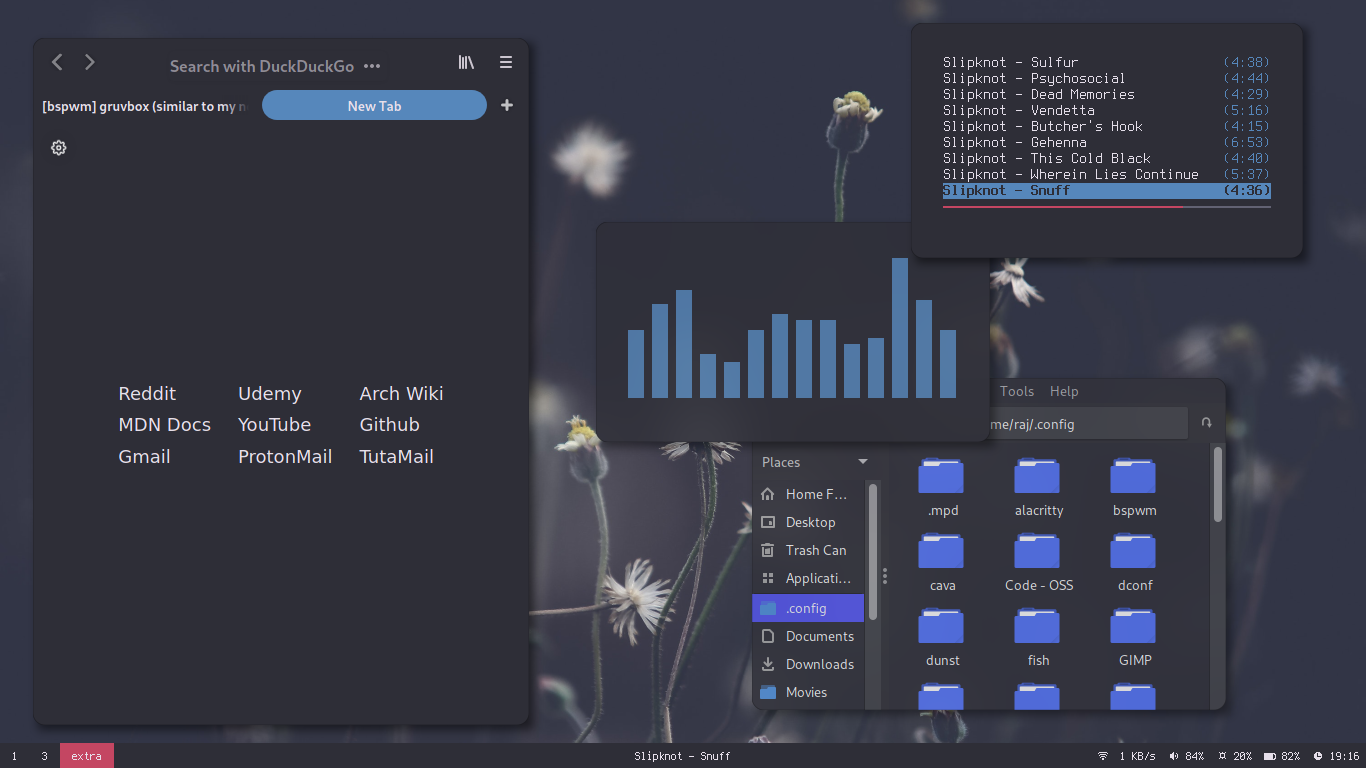 Search with DuckDuckGo
[bspwm] gruvbox (similar to my n
New Tab
Reddit Udemy Arch Wiki
MDN Docs YouTube Github
Gmail ProtonMail TutaMail
Slipknot - Sulfur (4:38)
Slipknot - Psychosocial (4:44)
Slipknot - Dead Memories (4:29)
Slipknot - Vendetta (5:16)
Slipknot - Butcher's Hook (4:15)
Slipknot - Gehenna (6:53)
Slipknot - This Cold Black (4:40)
Slipknot - Wherein Lies Continue (5:37)
Slipknot - Snuff (4:36)
Tools Help
me/raj/.config
Places
Home F...
Desktop
Trash Can
Applicati...
.config
Documents
Downloads
Movies
.mpd alacritty bspwm
cava Code - OSS dconf
dunst fish GIMP
1 3 extra Slipknot - Snuff 1 KB/s 84% 20% 82% 19:16